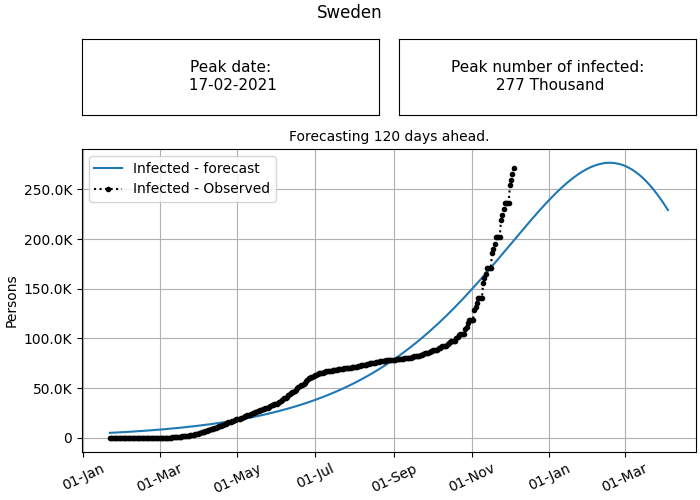 Sweden
Peak date:
17-02-2021
Peak number of infected:
277 Thousand
Forecasting 120 days ahead.
Infected - forecast
Infected - Observed
Persons
250.0K
200.0K
150.0K
100.0K
50.0K
0
01-Jan
01-Mar
01-May
01-Jul
01-Sep
01-Nov
01-Jan
01-Mar